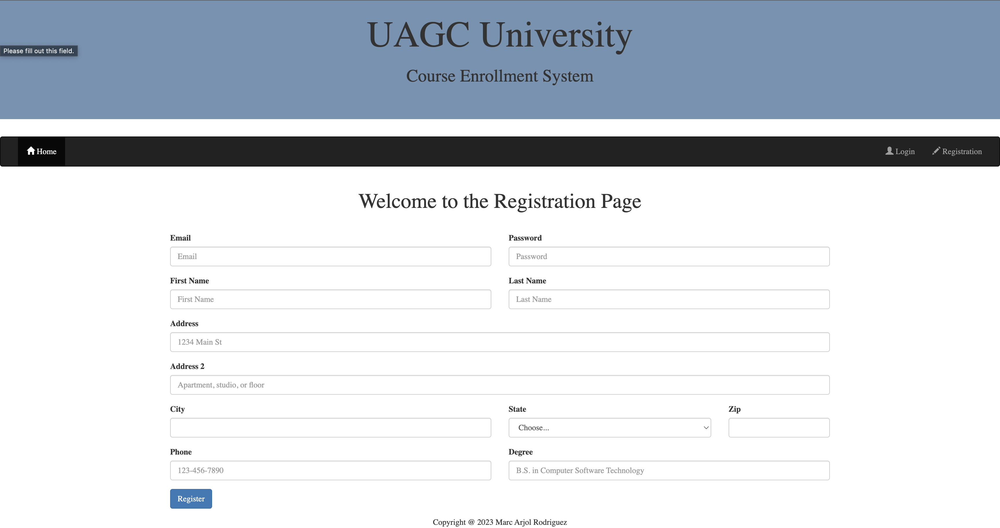 UAGC University
Please fill out this field.
Course Enrollment System
Home Login Registration
Welcome to the Registration Page
Email Password
Email Password
First Name Last Name
First Name Last Name
Address
1234 Main St
Address 2
Apartment, studio, or floor
City State Zip
Choose...
Phone Degree
123-456-7890 B.S. in Computer Software Technology
Register
Copyright @ 2023 Marc Arjol Rodriguez